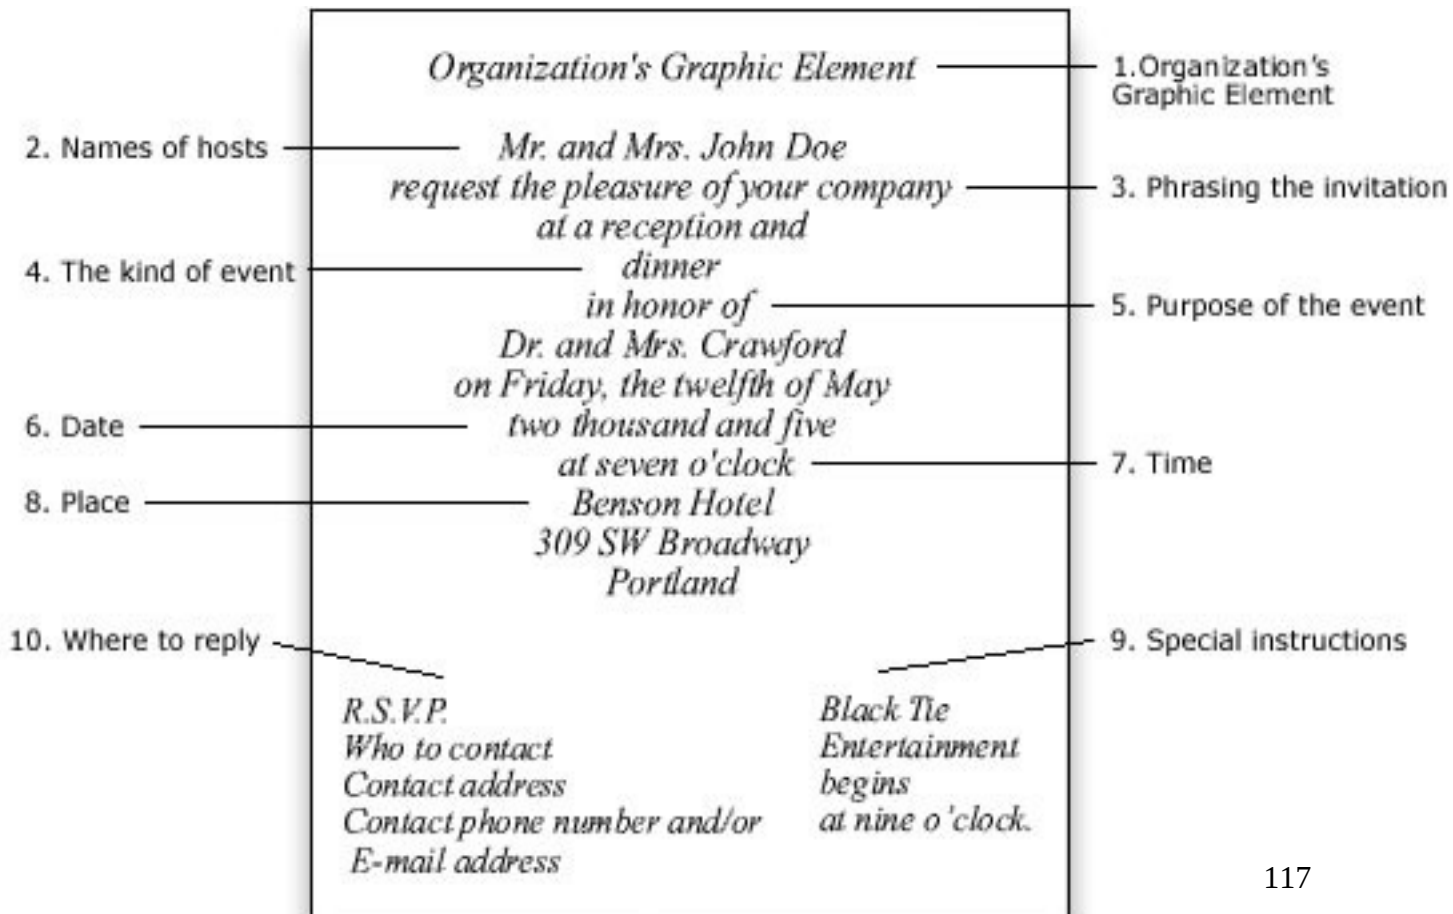 Organization's Graphic Element
1.Organization's
Graphic Element
2. Names of hosts
Mr. and Mrs. John Doe
request the pleasure of your company
3. Phrasing the invitation
at a reception and
4. The kind of event
dinner
in honor of
5. Purpose of the event
Dr. and Mrs. Crawford
on Friday, the twelfth of May
6. Date
two thousand and five
at seven o'clock
7. Time
8. Place
Benson Hotel
309 SW Broadway
Portland
10. Where to reply
9. Special instructions
R.S.V.P.
Who to contact
Contact address
Contact phone number and/or
E-mail address
Black Tie
Entertainment
begins
at nine o'clock.
117